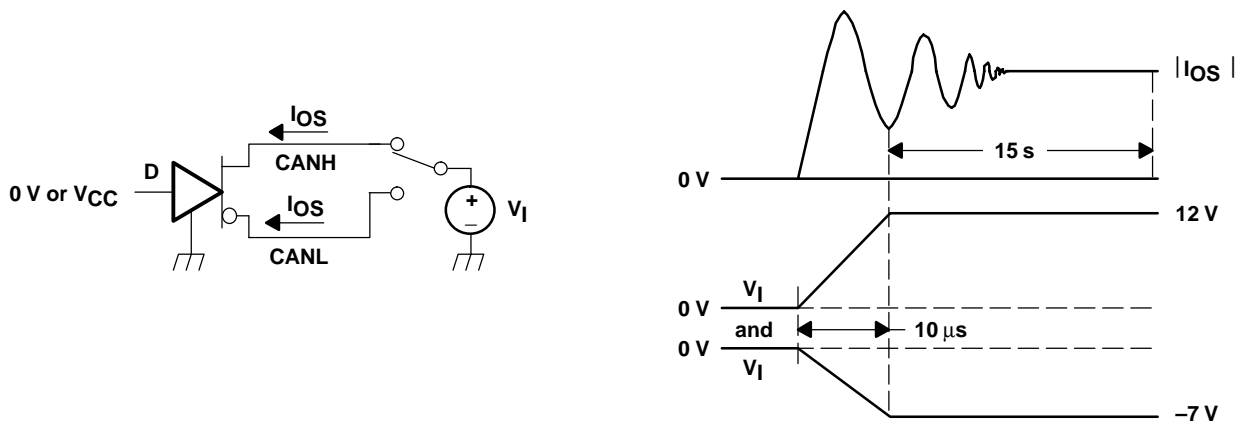 IOS
CANH
D
0 V or VCC
IOS
CANL
+
–
VI
|IOS|
15 s
0 V
12 V
VI
0 V
and
10 μs
0 V
VI
–7 V